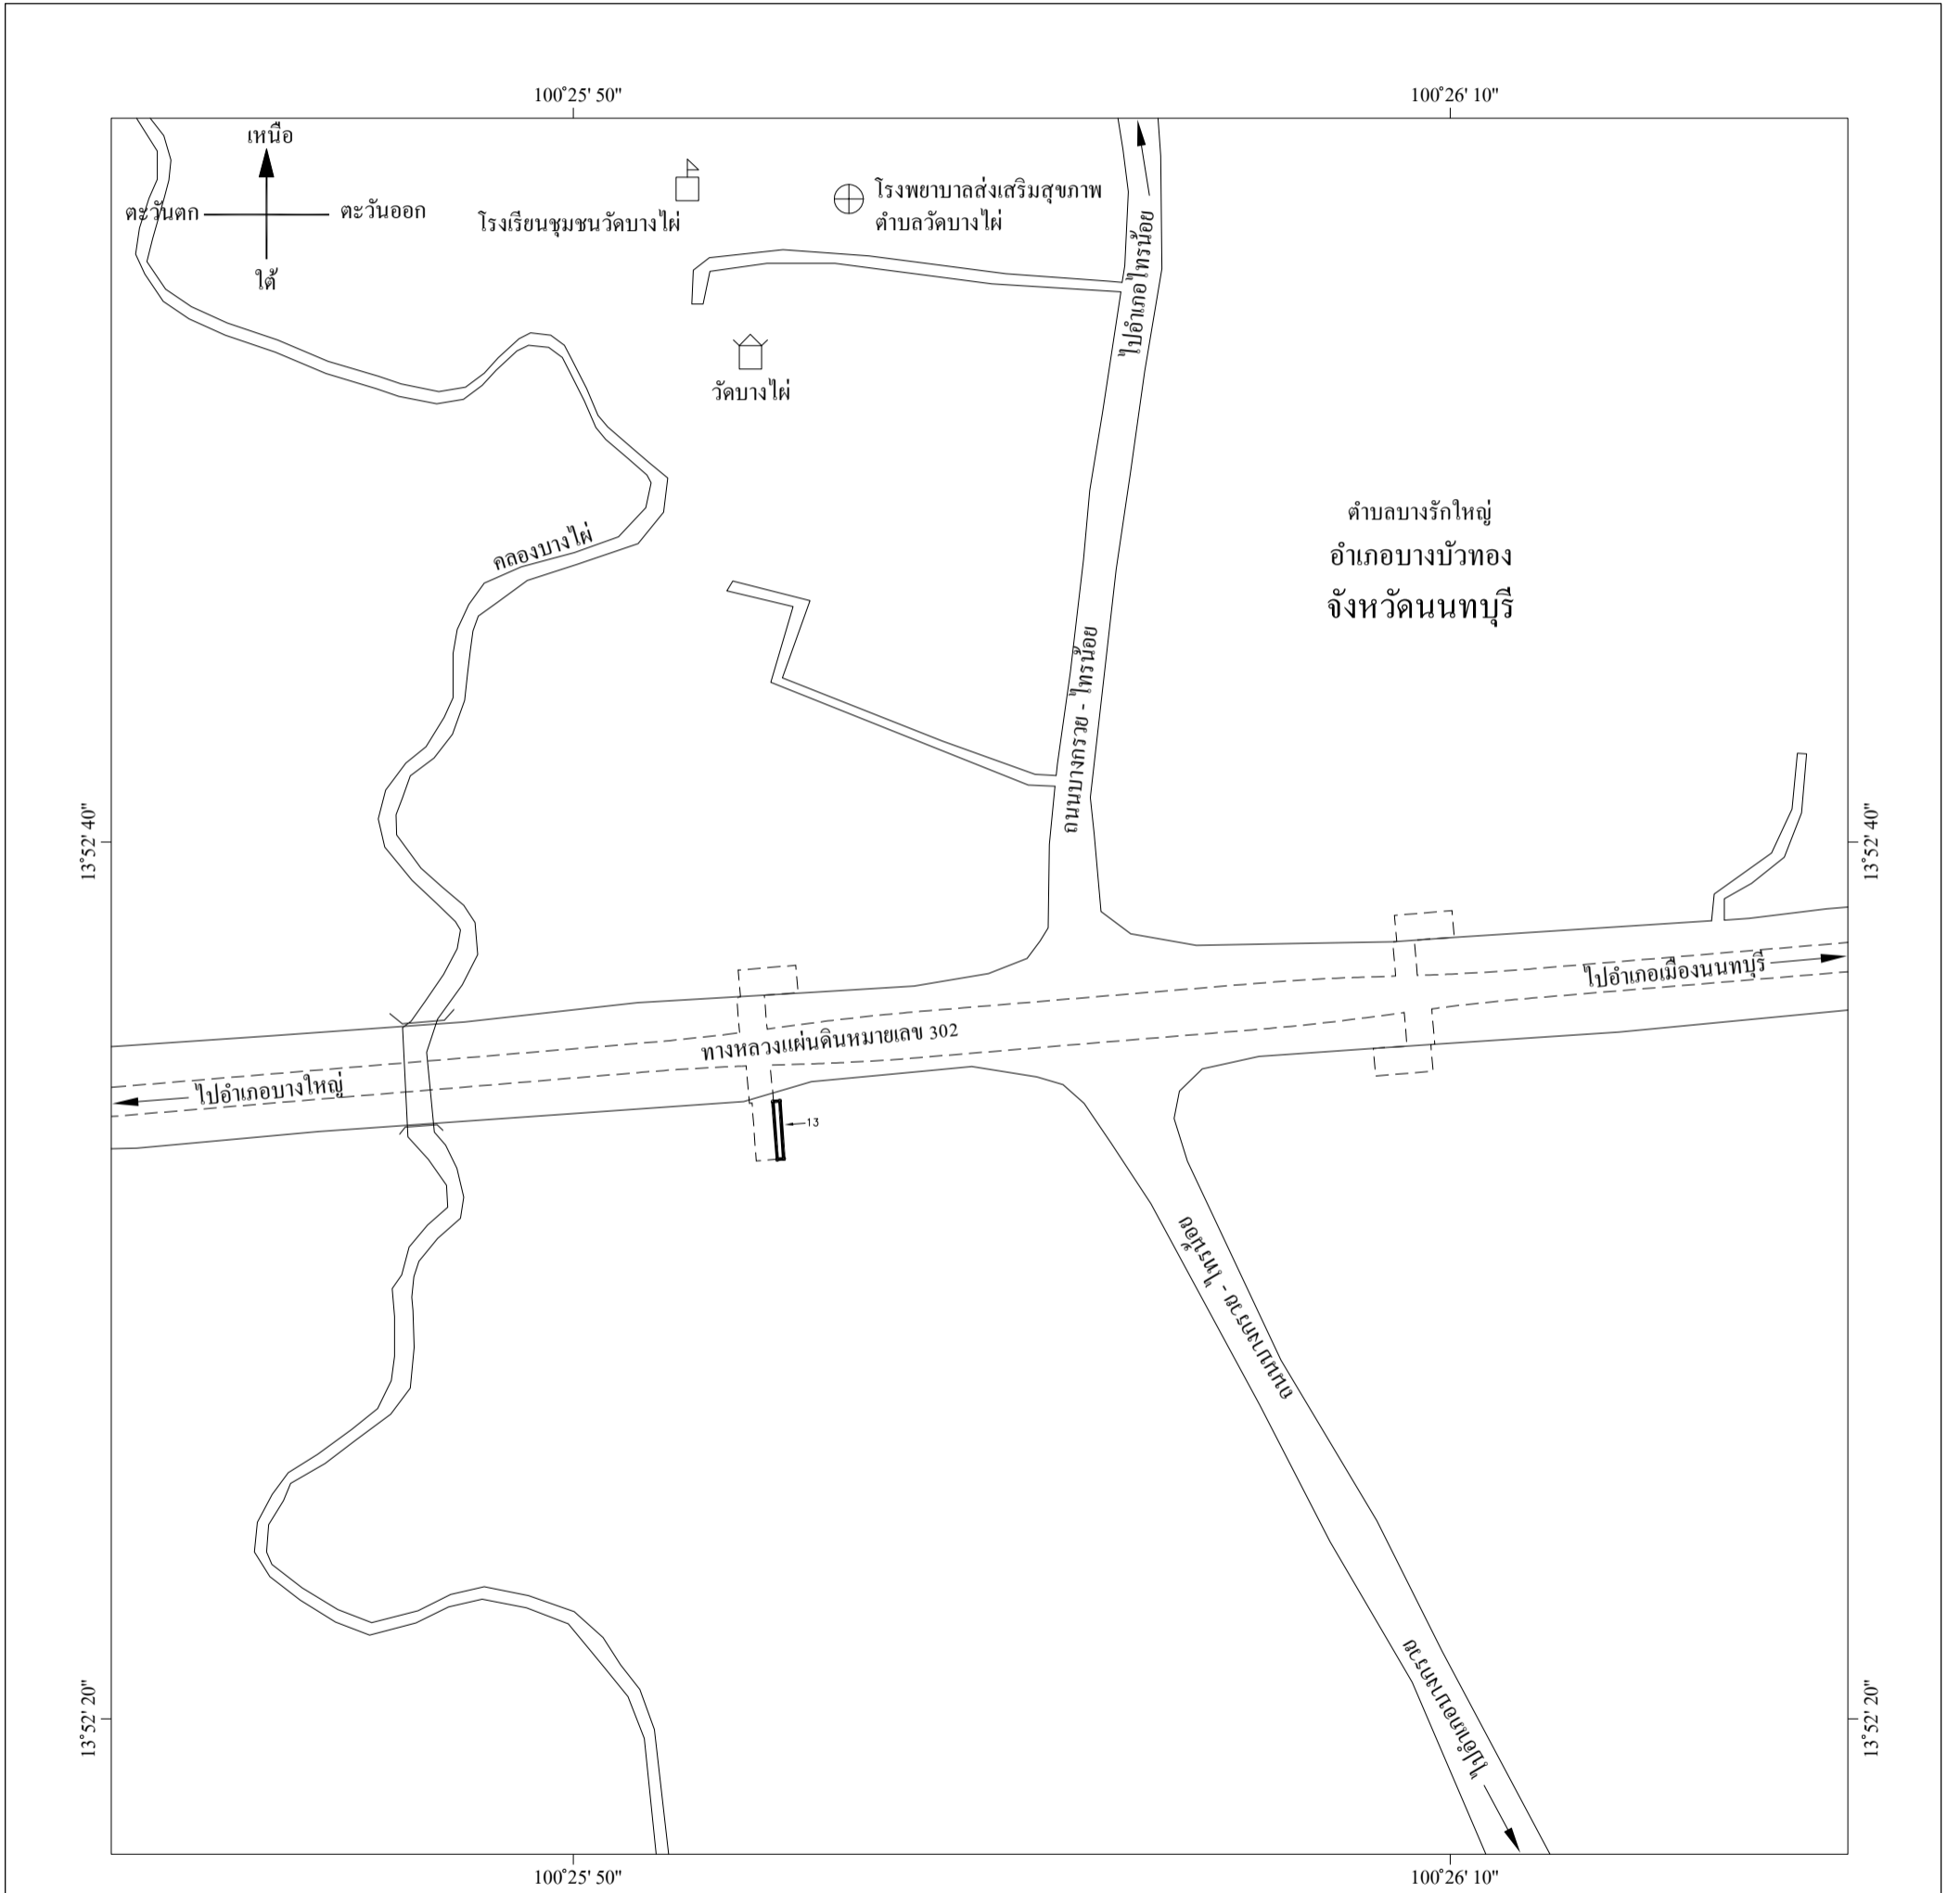 100°25' 50"
100°26' 10"
เหนือ
ตะวันตก
ตะวันออก
ใต้
โรงเรียนชุมชนวัดบางไผ่
โรงพยาบาลส่งเสริมสุขภาพ
ตำบลวัดบางไผ่
ไปอำเภอไทรน้อย
วัดบางไผ่
คลองบางไผ่
ตำบลบางรักใหญ่
อำเภอบางบัวทอง
จังหวัดนนทบุรี
ถนนบางกรวย - ไทรน้อย
13°52' 40"
13°52' 40"
ไปอำเภอเมืองนนทบุรี
ทางหลวงแผ่นดินหมายเลข 302
ไปอำเภอบางใหญ่
13
ถนนบางกรวย - ไทรน้อย
ไปอำเภอบางกรวย
13°52' 20"
13°52' 20"
100°25' 50"
100°26' 10"